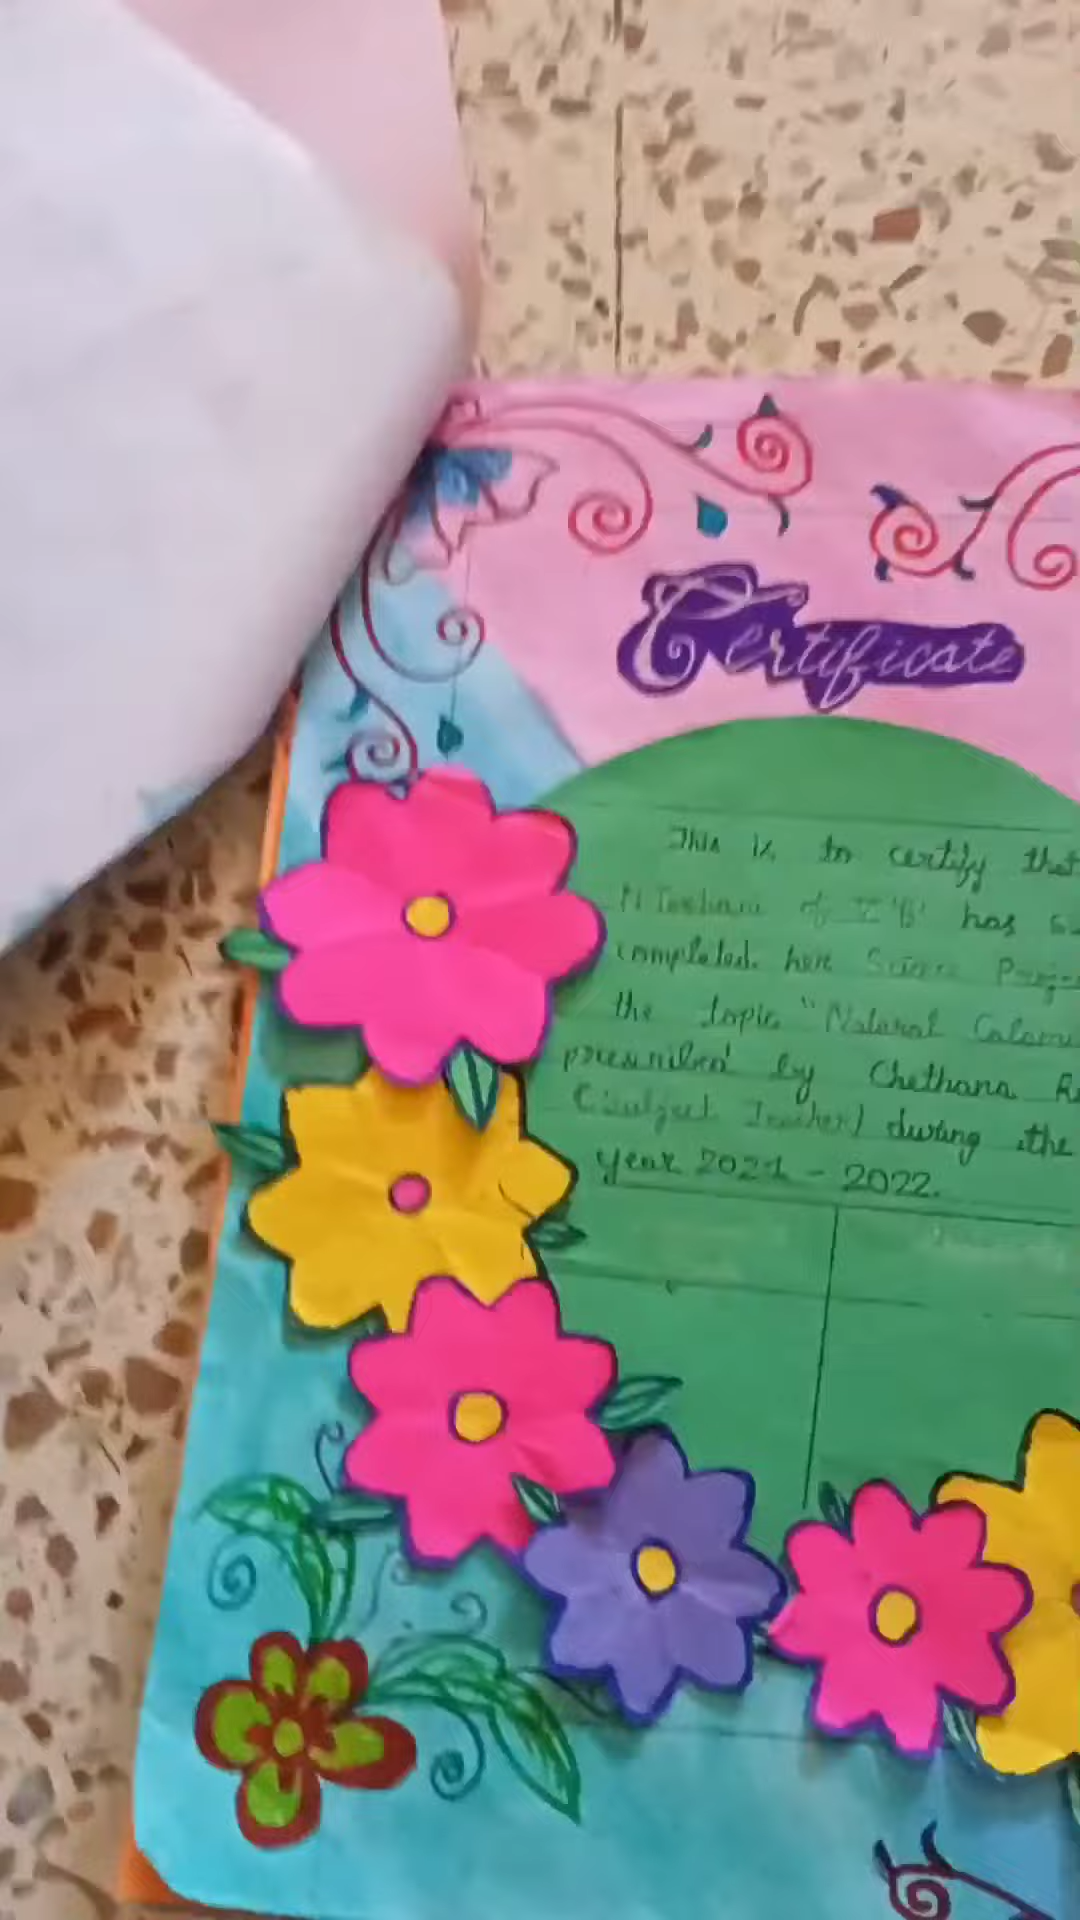 Certificate
This is to certify that
of 'B' has
completed her Science
the topic "Natural
by Chethana
(Subject Teacher) during the
year 2021 - 2022.